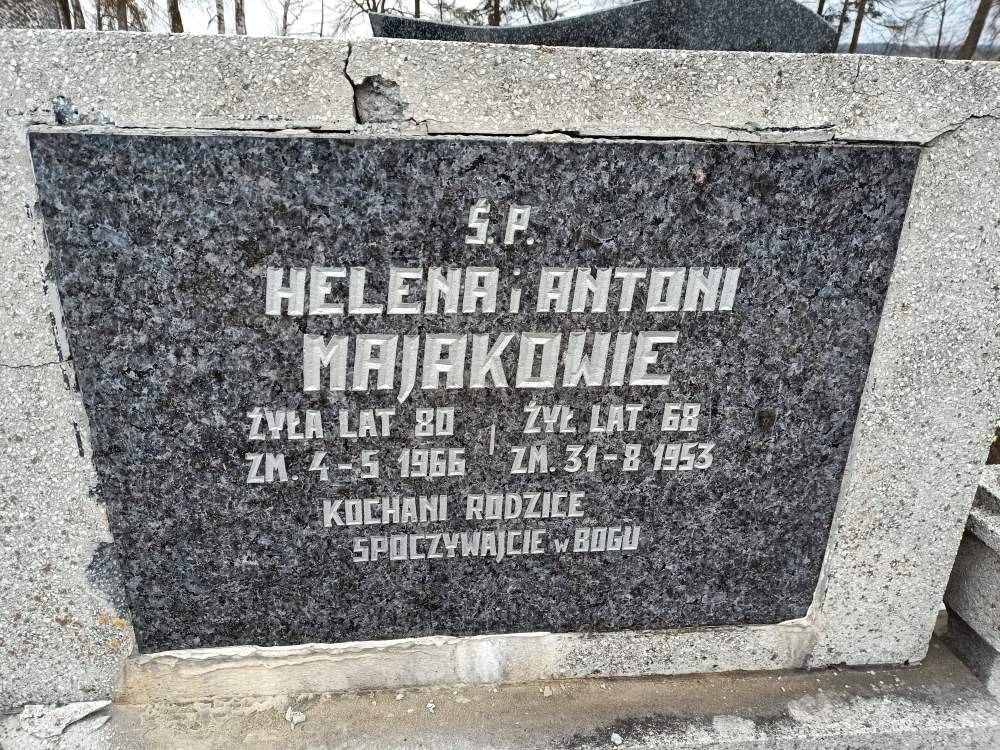 Ś. P.
HELENA i ANTONI
MAJAKOWIE
ŻYŁA LAT 80 | ŻYŁ LAT 68
ZM. 4-5 1966 | ZM. 31-8 1953
KOCHANI RODZICE
SPOCZYWAJCIE w BOGU